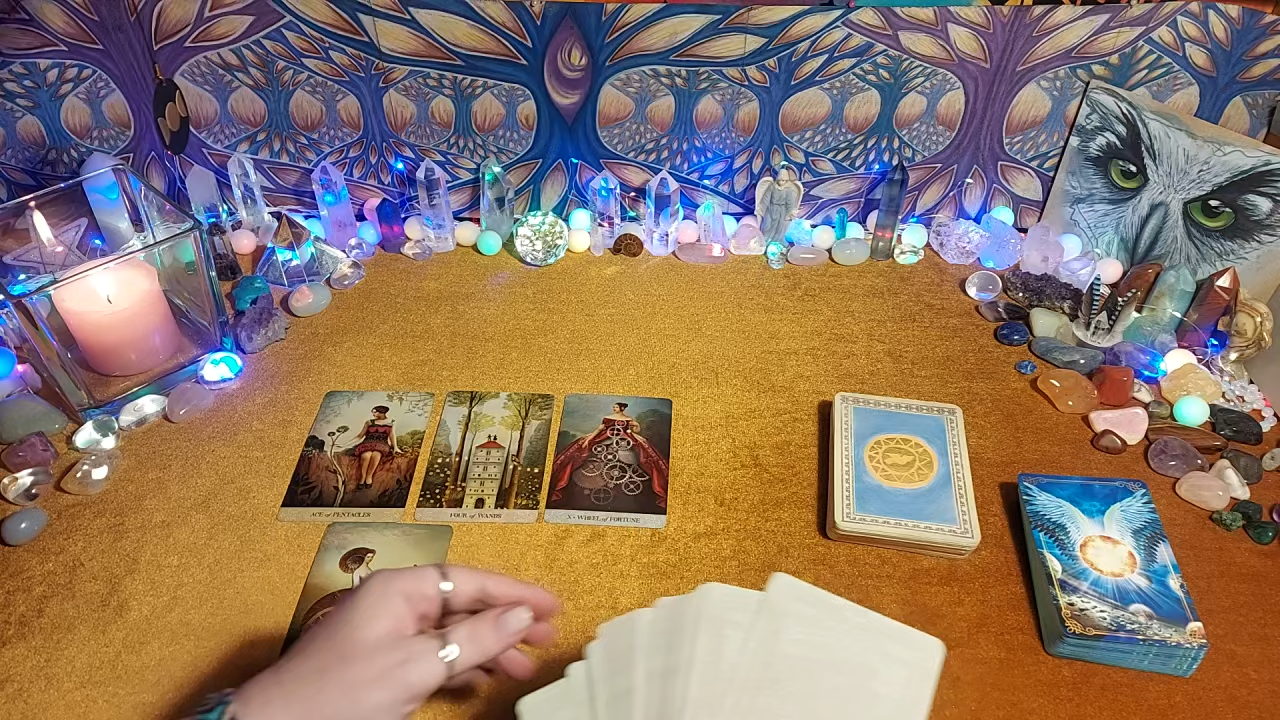 ACE of PENTACLES
FOUR of WANDS
X - WHEEL of FORTUNE